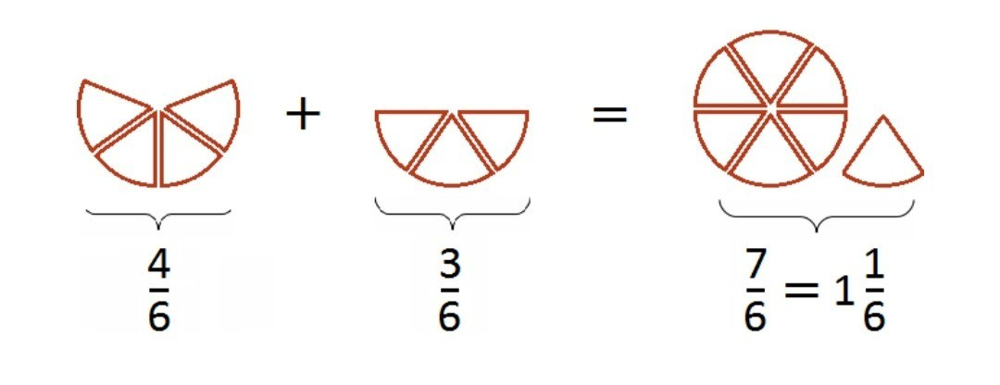 + =
4/6 3/6 7/6 = 1 1/6